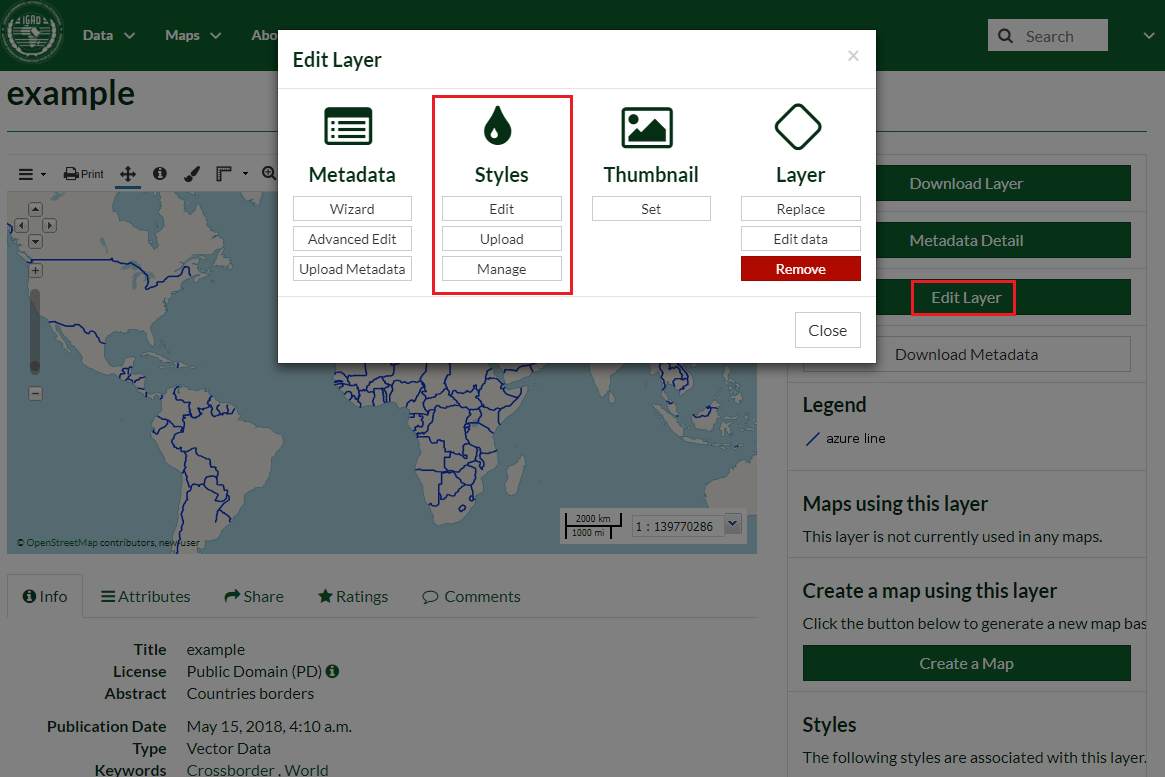 IGAD
Data
Maps
Abo
Search
example
Edit Layer
×
Metadata
Wizard
Advanced Edit
Upload Metadata
Styles
Edit
Upload
Manage
Thumbnail
Set
Layer
Replace
Edit data
Remove
Close
Print
2000 km
1000 mi
1 : 139770286
© OpenStreetMap contributors, new-user
Download Layer
Metadata Detail
Edit Layer
Download Metadata
Legend
azure line
Maps using this layer
This layer is not currently used in any maps.
Create a map using this layer
Click the button below to generate a new map bas
Create a Map
Styles
The following styles are associated with this layer.
Info
Attributes
Share
Ratings
Comments
Title example
License Public Domain (PD)
Abstract Countries borders
Publication Date May 15, 2018, 4:10 a.m.
Type Vector Data
Keywords Crossborder , World